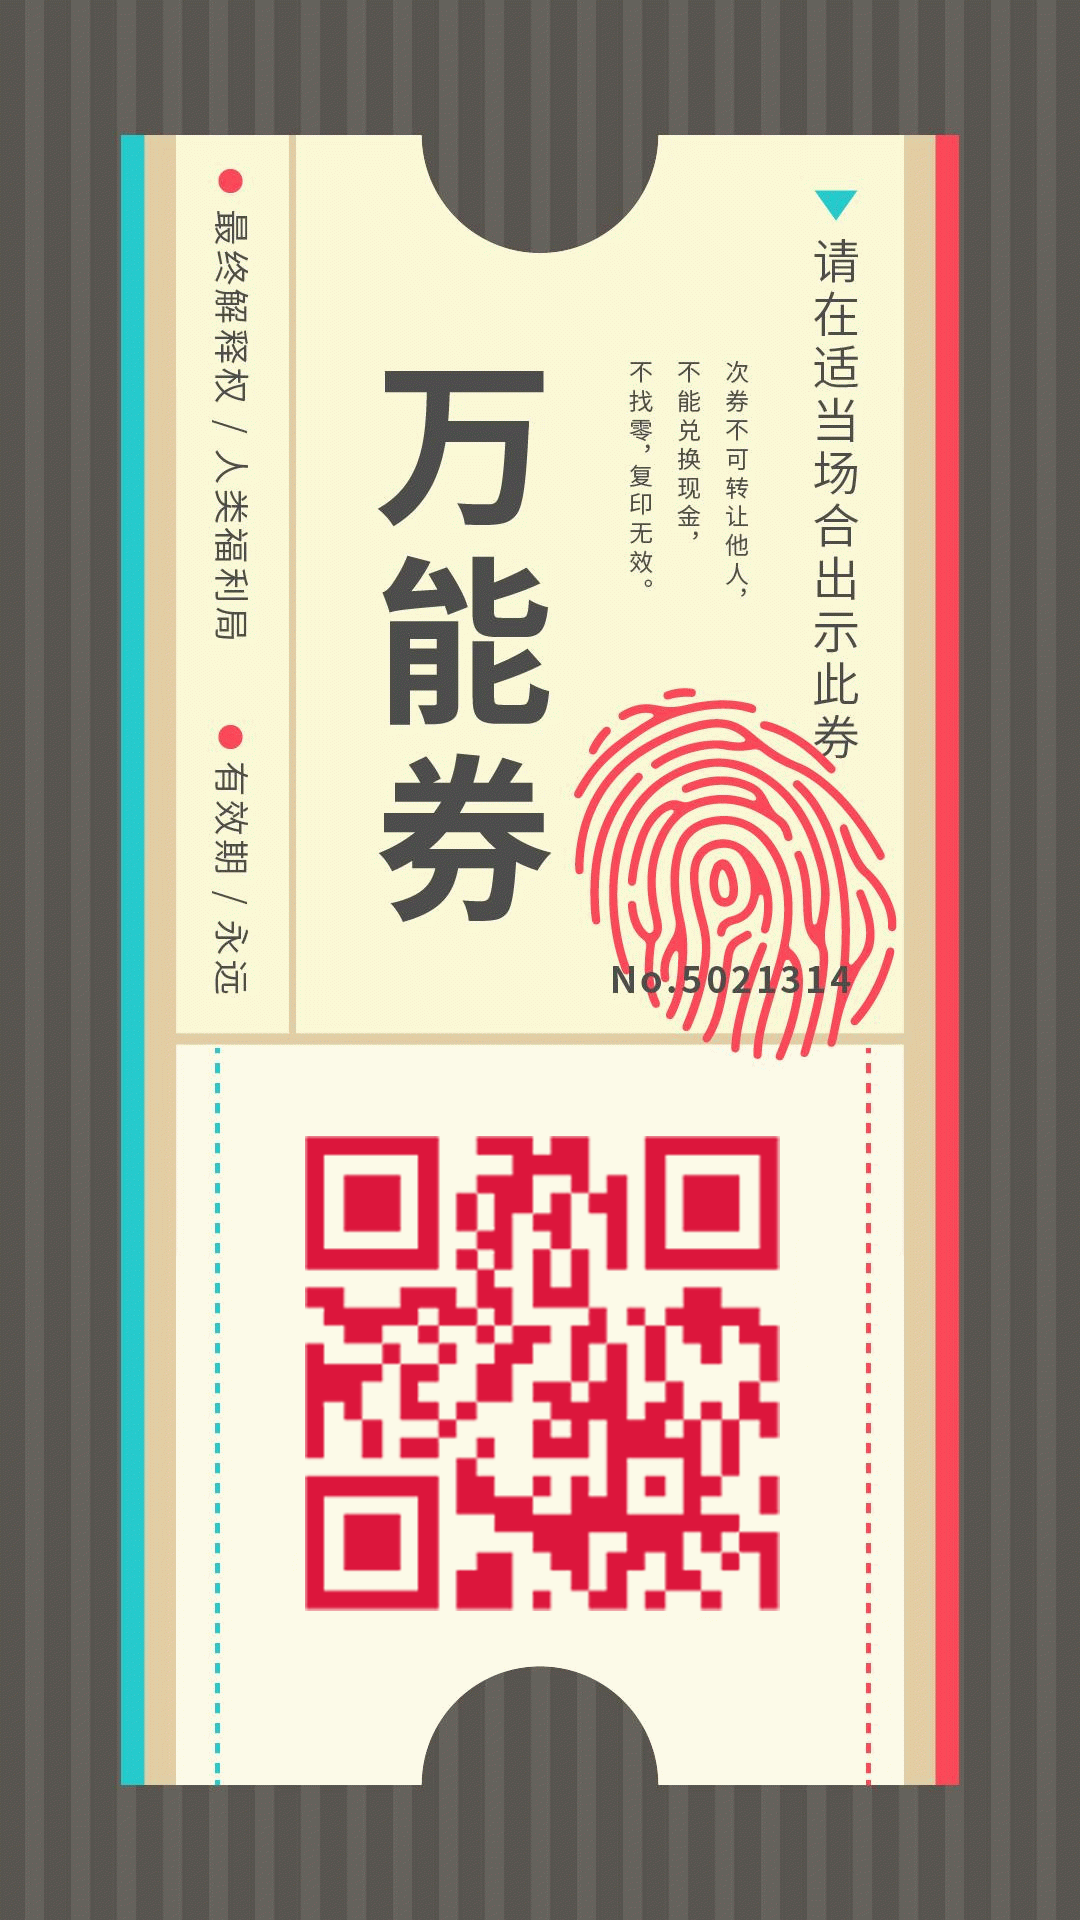 请在适当场合出示此券
次券不可转让他人，
不能兑换现金，
不找零，复印无效。
万能券
No.5021314
最终解释权 / 人类福利局
有效期 / 永远